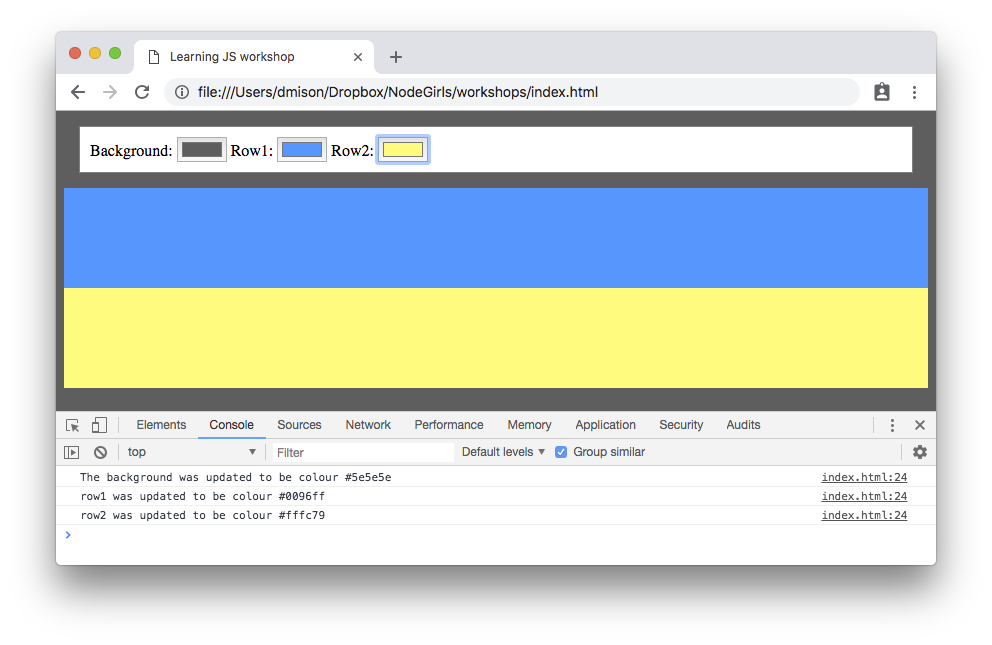 Learning JS workshop
file:///Users/dmison/Dropbox/NodeGirls/workshops/index.html
Background: Row1: Row2:
Elements Console Sources Network Performance Memory Application Security Audits
top Filter Default levels Group similar
The background was updated to be colour #5e5e5e index.html:24
row1 was updated to be colour #0096ff index.html:24
row2 was updated to be colour #fffc79 index.html:24